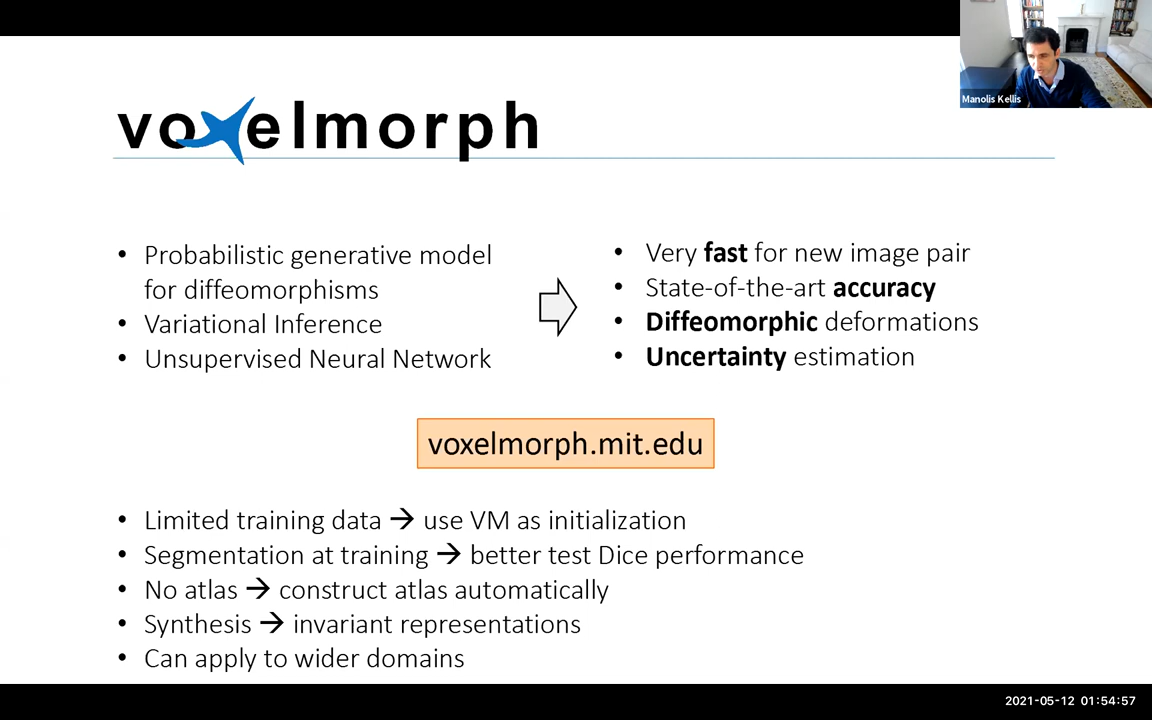 Manolis Kellis
voxelmorph
• Probabilistic generative model
for diffeomorphisms
• Variational Inference
• Unsupervised Neural Network
• Very fast for new image pair
• State-of-the-art accuracy
• Diffeomorphic deformations
• Uncertainty estimation
voxelmorph.mit.edu
• Limited training data → use VM as initialization
• Segmentation at training → better test Dice performance
• No atlas → construct atlas automatically
• Synthesis → invariant representations
• Can apply to wider domains
2021-05-12 01:54:57